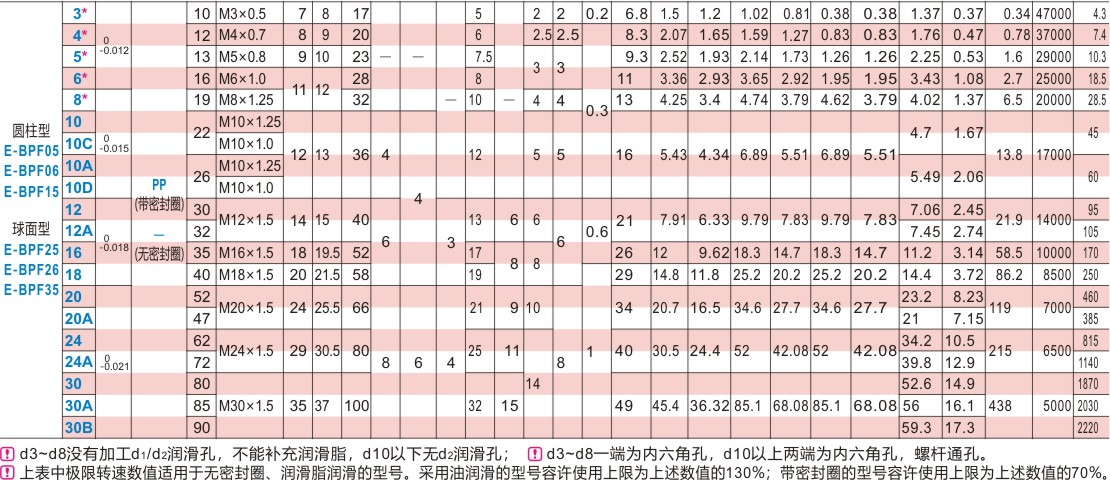 3* 10 M3×0.5 7 8 17 5 2 2 0.2 6.8 1.5 1.2 1.02 0.81 0.38 0.38 1.37 0.37 0.34 47000 4.3
4* 0 -0.012 12 M4×0.7 8 9 20 6 2.5 2.5 8.3 2.07 1.65 1.59 1.27 0.83 0.83 1.76 0.47 0.78 37000 7.4
5* 13 M5×0.8 9 10 23 — — 7.5 3 3 9.3 2.52 1.93 2.14 1.73 1.26 1.26 2.25 0.53 1.6 29000 10.3
6* 16 M6×1.0 11 12 28 8 11 3.36 2.93 3.65 2.92 1.95 1.95 3.43 1.08 2.7 25000 18.5
8* 19 M8×1.25 32 — 10 — 4 4 0.3 13 4.25 3.4 4.74 3.79 4.62 3.79 4.02 1.37 6.5 20000 28.5
圆柱型
E-BPF05
E-BPF06
E-BPF15
球面型
E-BPF25
E-BPF26
E-BPF35
PP
(带密封圈)
—
(无密封圈)
10 0 -0.015 22 M10×1.25 4.7 1.67 45
10C M10×1.0
12 13 36 4 12 5 5 16 5.43 4.34 6.89 5.51 6.89 5.51 13.8 17000
10A 26 M10×1.25 5.49 2.06 60
10D M10×1.0
4
12 30 M12×1.5 14 15 40 13 6 6 21 7.91 6.33 9.79 7.83 9.79 7.83 7.06 2.45 21.9 14000 95
12A 0 -0.018 32 6 3 6 0.6 7.45 2.74 105
16 35 M16×1.5 18 19.5 52 17 8 8 26 12 9.62 18.3 14.7 18.3 14.7 11.2 3.14 58.5 10000 170
18 40 M18×1.5 20 21.5 58 19 29 14.8 11.8 25.2 20.2 25.2 20.2 14.4 3.72 86.2 8500 250
20 52 M20×1.5 24 25.5 66 21 9 10 34 20.7 16.5 34.6 27.7 34.6 27.7 23.2 8.23 119 7000 460
20A 47 21 7.15 385
24 62 M24×1.5 29 30.5 80 25 11 1 40 30.5 24.4 52 42.08 52 42.08 34.2 10.5 215 6500 815
24A 0 -0.021 72 8 6 4 8 39.8 12.9 1140
30 80 14 52.6 14.9 1870
30A 85 M30×1.5 35 37 100 32 15 49 45.4 36.32 85.1 68.08 85.1 68.08 56 16.1 438 5000 2030
30B 90 59.3 17.3 2220
! d3~d8没有加工d1/d2润滑孔，不能补充润滑脂，d10以下无d2润滑孔； ! d3~d8一端为内六角孔，d10以上两端为内六角孔，螺杆通孔。
! 上表中极限转速数值适用于无密封圈、润滑脂润滑的型号。采用油润滑的型号容许使用上限为上述数值的130%；带密封圈的型号容许使用上限为上述数值的70%。